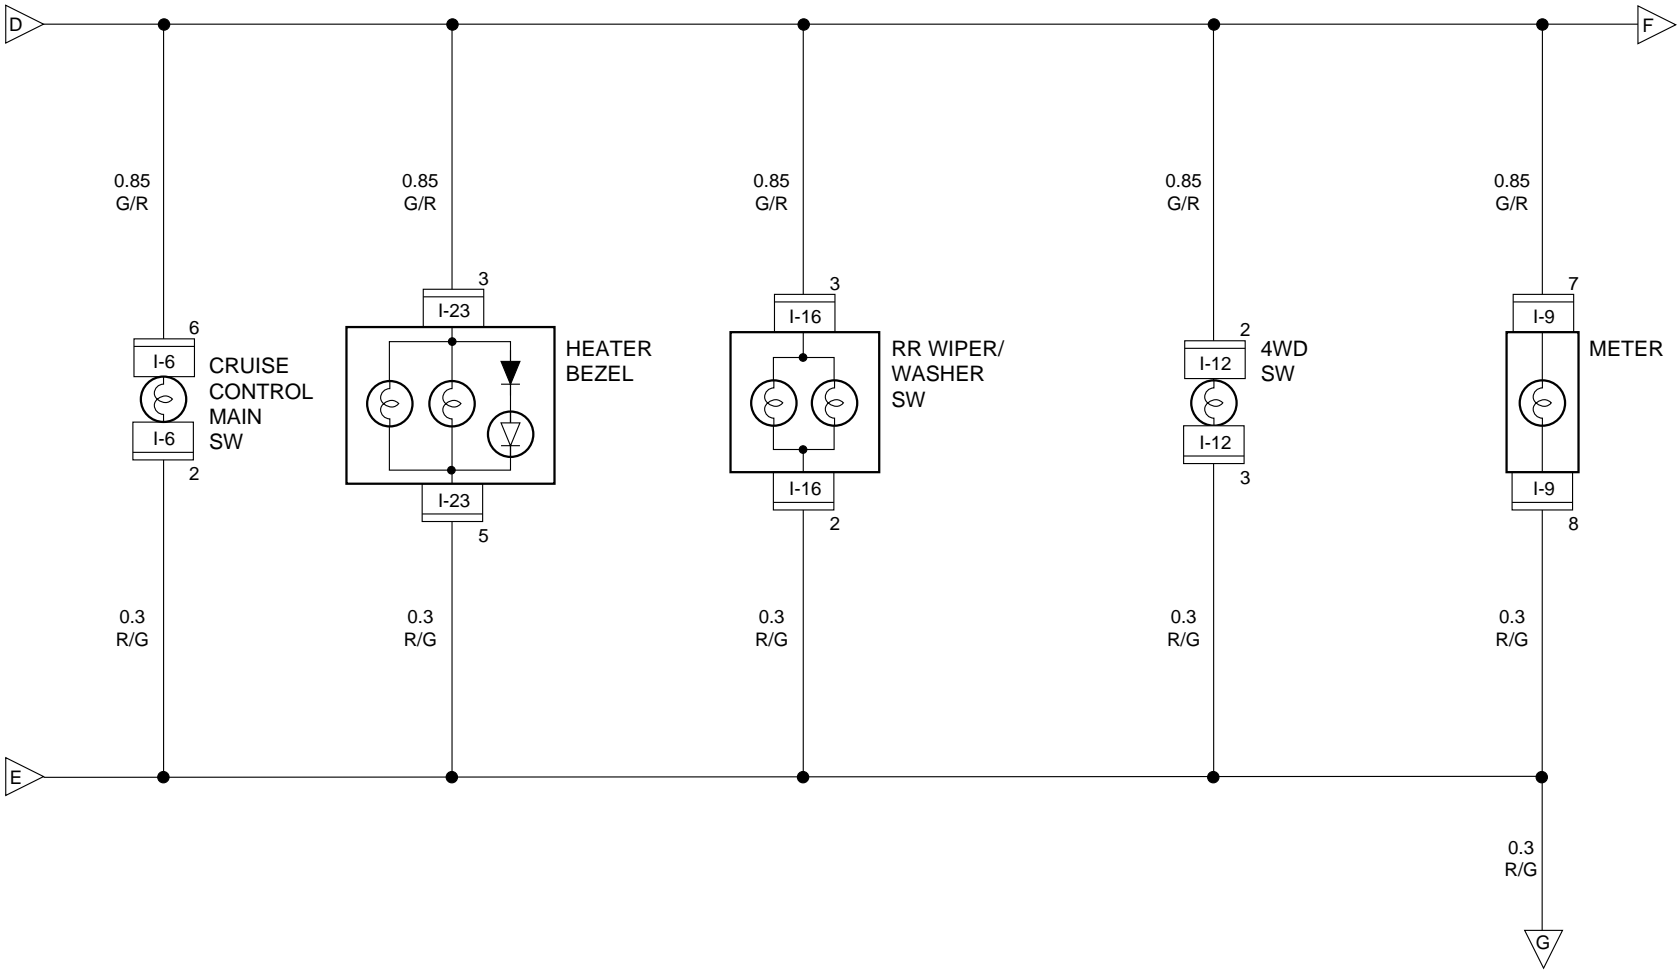 D
F
0.85
G/R
0.85
G/R
0.85
G/R
0.85
G/R
0.85
G/R
6
I-6
I-6
2
CRUISE
CONTROL
MAIN
SW
3
I-23
I-23
5
HEATER
BEZEL
3
I-16
I-16
2
RR WIPER/
WASHER
SW
2
I-12
I-12
3
4WD
SW
7
I-9
I-9
8
METER
0.3
R/G
0.3
R/G
0.3
R/G
0.3
R/G
0.3
R/G
E
0.3
R/G
G